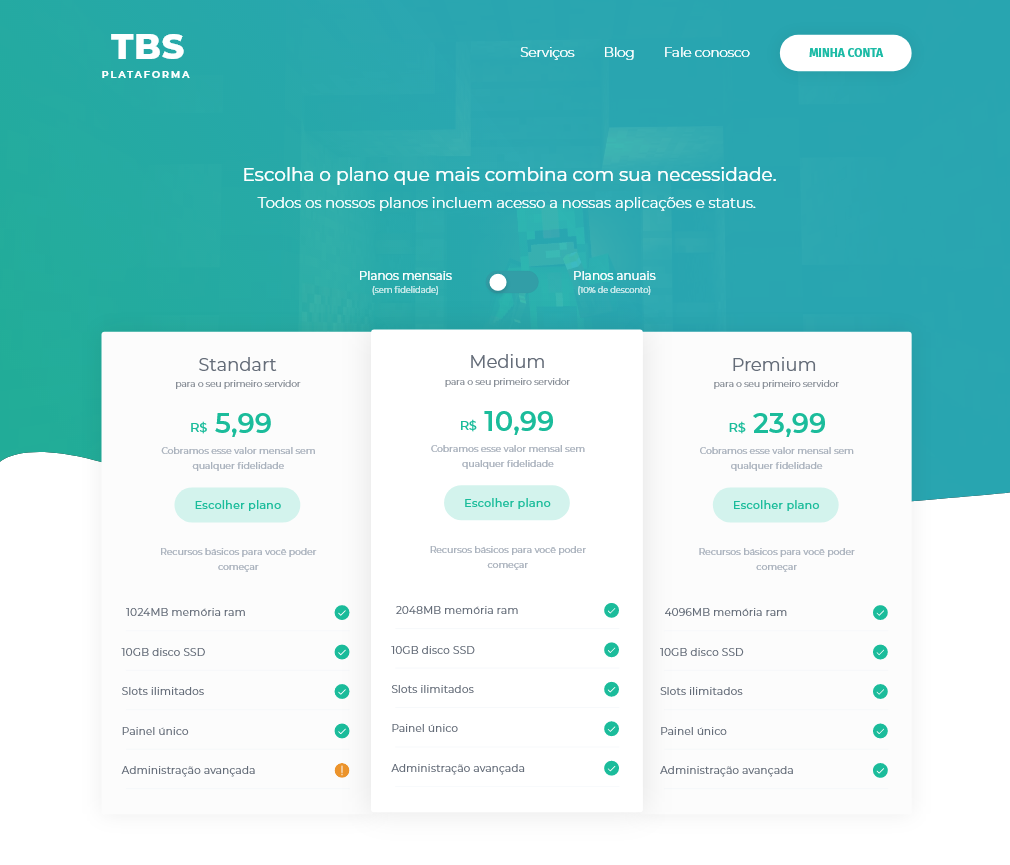 TBS
PLATAFORMA
Serviços
Blog
Fale conosco
MINHA CONTA
Escolha o plano que mais combina com sua necessidade.
Todos os nossos planos incluem acesso a nossas aplicações e status.
Planos mensais
(sem fidelidade)
Planos anuais
(10% de desconto)
Standart
para o seu primeiro servidor
R$ 5,99
Cobramos esse valor mensal sem
qualquer fidelidade
Escolher plano
Recursos básicos para você poder
começar
1024MB memória ram
10GB disco SSD
Slots ilimitados
Painel único
Administração avançada
Medium
para o seu primeiro servidor
R$ 10,99
Cobramos esse valor mensal sem
qualquer fidelidade
Escolher plano
Recursos básicos para você poder
começar
2048MB memória ram
10GB disco SSD
Slots ilimitados
Painel único
Administração avançada
Premium
para o seu primeiro servidor
R$ 23,99
Cobramos esse valor mensal sem
qualquer fidelidade
Escolher plano
Recursos básicos para você poder
começar
4096MB memória ram
10GB disco SSD
Slots ilimitados
Painel único
Administração avançada